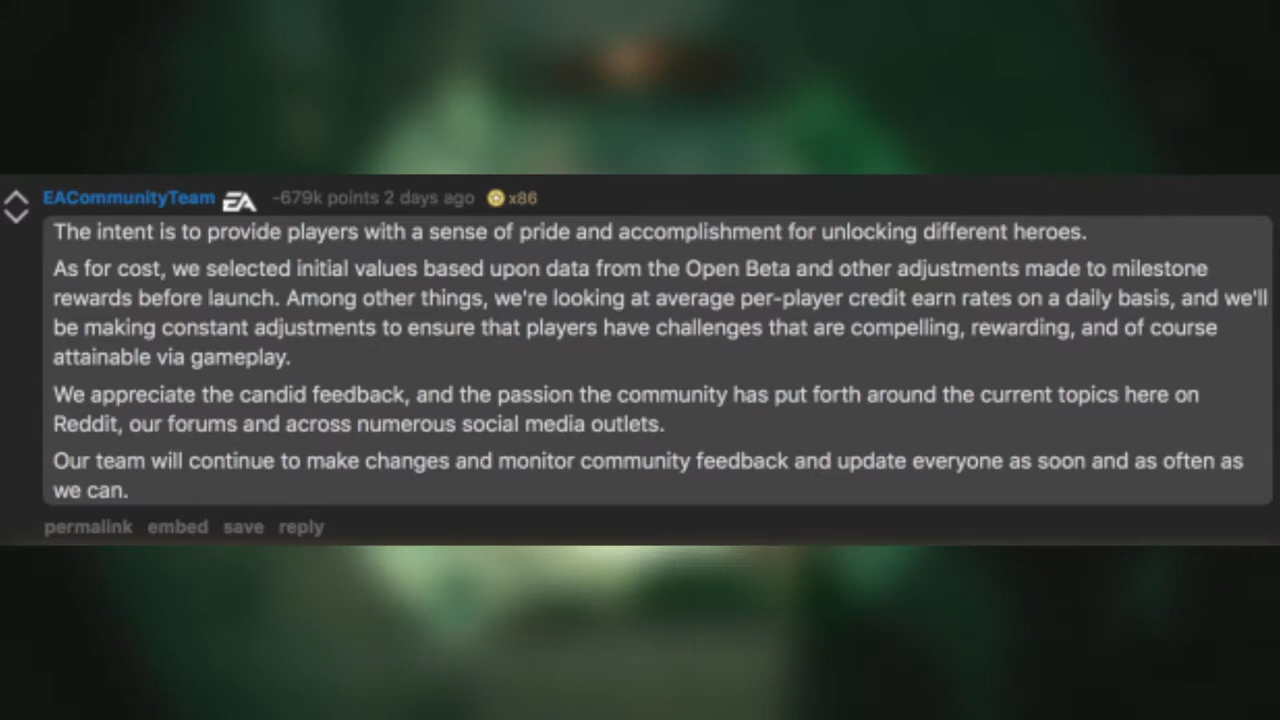 EACommunityTeam EA -679k points 2 days ago x86
The intent is to provide players with a sense of pride and accomplishment for unlocking different heroes.
As for cost, we selected initial values based upon data from the Open Beta and other adjustments made to milestone
rewards before launch. Among other things, we're looking at average per-player credit earn rates on a daily basis, and we'll
be making constant adjustments to ensure that players have challenges that are compelling, rewarding, and of course
attainable via gameplay.
We appreciate the candid feedback, and the passion the community has put forth around the current topics here on
Reddit, our forums and across numerous social media outlets.
Our team will continue to make changes and monitor community feedback and update everyone as soon and as often as
we can.
permalink embed save reply